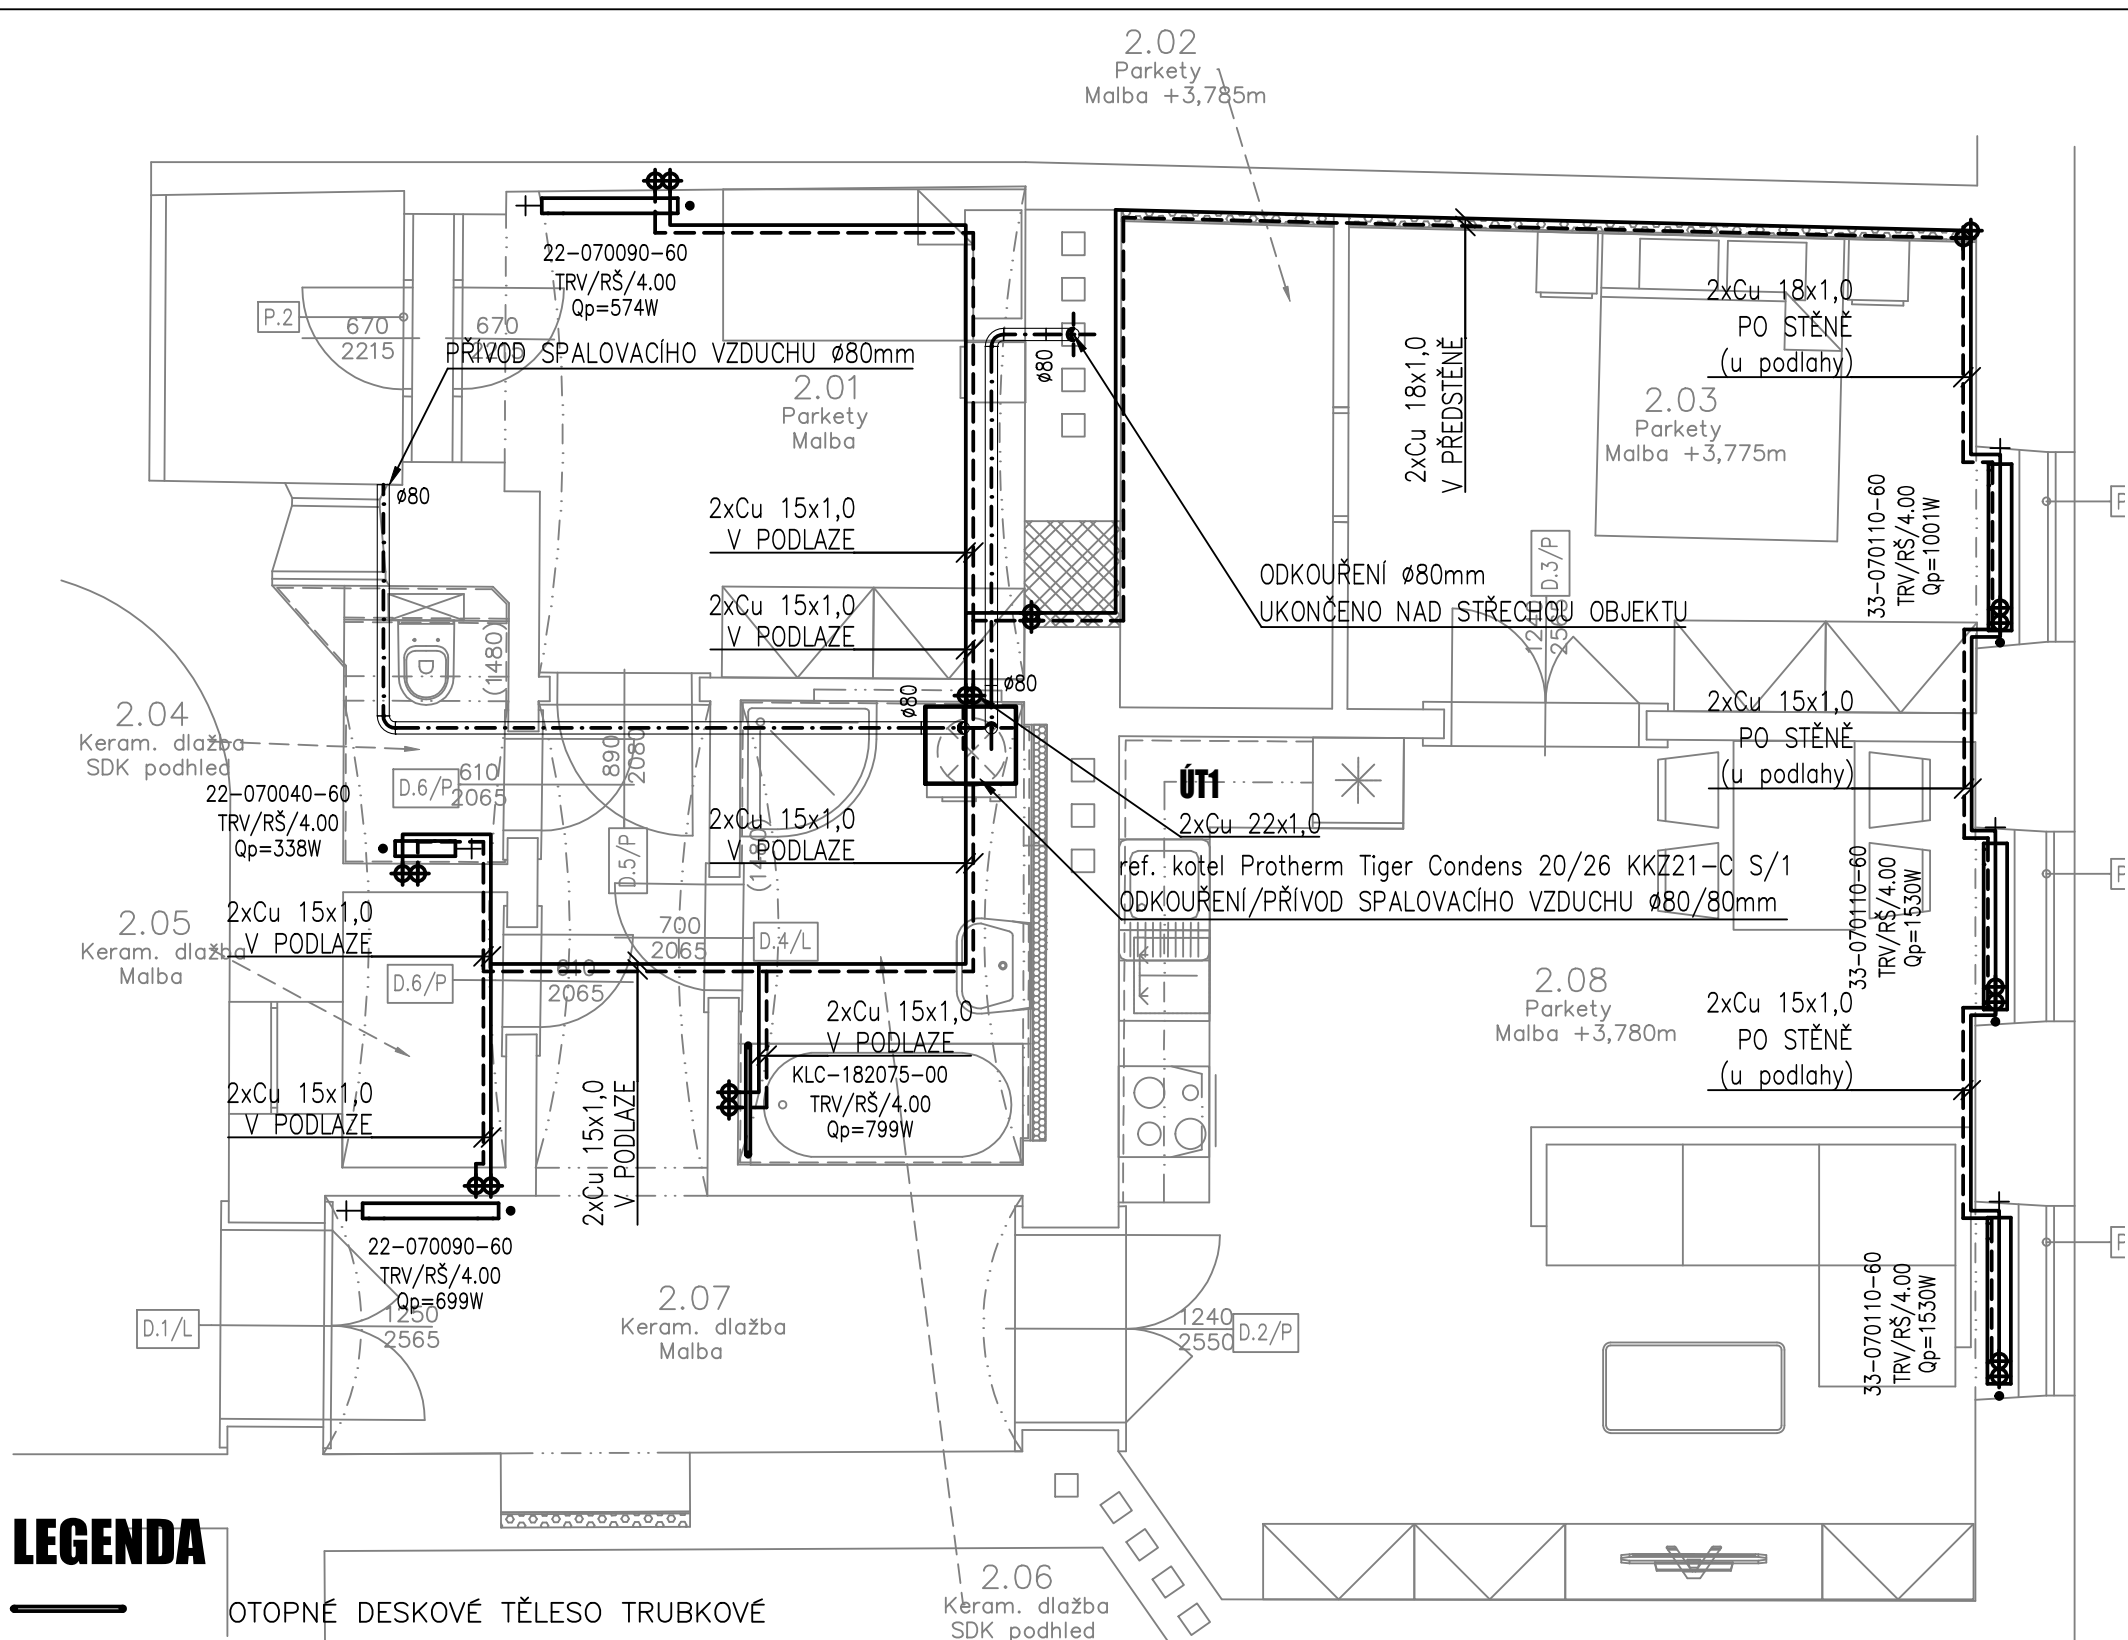 2.02
Parkety
Malba +3,785m
22-070090-60
TRV/RŠ/4.00
Qp=574W
P.2
670
2215
670
PŘÍVOD SPALOVACÍHO VZDUCHU ø80mm
2.01
Parkety
Malba
ø80
ø80
2xCu 18x1,0
V PŘEDSTĚNĚ
2xCu 18x1,0
PO STĚNĚ
(u podlahy)
2.03
Parkety
Malba +3,775m
33-070110-60
TRV/RŠ/4.00
Qp=1001W
2xCu 15x1,0
V PODLAZE
2xCu 15x1,0
V PODLAZE
ODKOUŘENÍ ø80mm
UKONČENO NAD STŘECHOU OBJEKTU
D.3/P
1240
(1480)
ø80
ø80
2.04
Keram. dlažba
SDK podhled
D.6/P
610
2065
890
2080
22-070040-60
TRV/RŠ/4.00
Qp=338W
2xCu 15x1,0
V PODLAZE
(1480)
D.5/P
ÚT1
2xCu 22x1,0
ref. kotel Protherm Tiger Condens 20/26 KKZ21-C S/1
ODKOUŘENÍ/PŘÍVOD SPALOVACÍHO VZDUCHU ø80/80mm
2xCu 15x1,0
PO STĚNĚ
(u podlahy)
33-070110-60
TRV/RŠ/4.00
Qp=1530W
2.05
Keram. dlažba
Malba
2xCu 15x1,0
V PODLAZE
D.6/P
610
2065
700
2065
D.4/L
2.08
Parkety
Malba +3,780m
2xCu 15x1,0
PO STĚNĚ
(u podlahy)
2xCu 15x1,0
V PODLAZE
KLC-182075-00
TRV/RŠ/4.00
Qp=799W
2xCu 15x1,0
V PODLAZE
2xCu 15x1,0
V PODLAZE
22-070090-60
TRV/RŠ/4.00
Qp=699W
D.1/L
1250
2565
2.07
Keram. dlažba
Malba
1240
2550
D.2/P
33-070110-60
TRV/RŠ/4.00
Qp=1530W
LEGENDA
OTOPNÉ DESKOVÉ TĚLESO TRUBKOVÉ
2.06
Keram. dlažba
SDK podhled